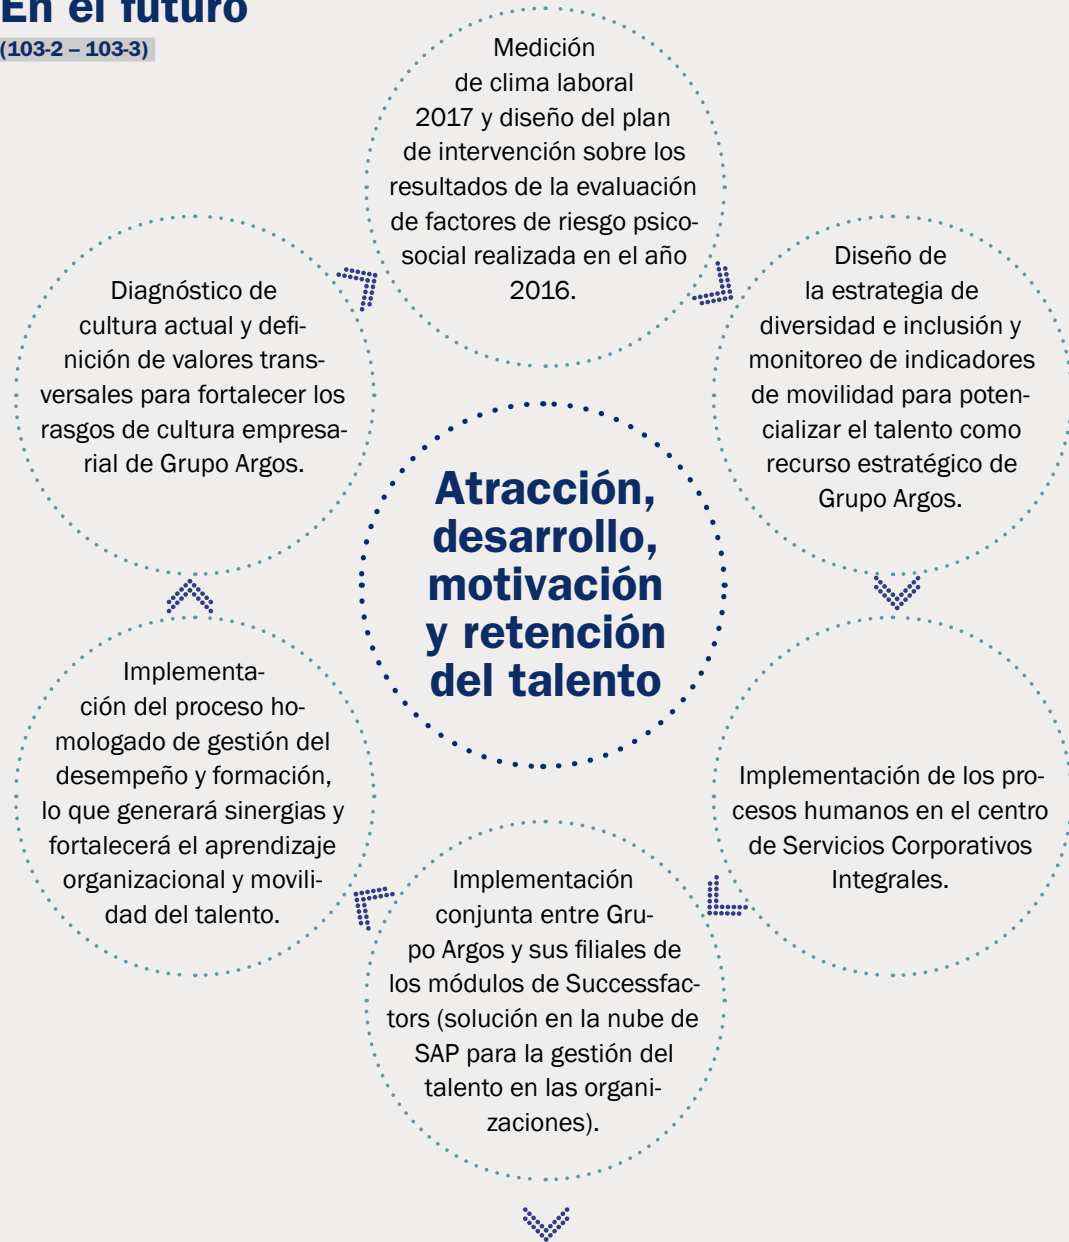 En el futuro
(103-2 – 103-3)
Medición
de clima laboral
2017 y diseño del plan
de intervención sobre los
resultados de la evaluación
de factores de riesgo psico-
social realizada en el año
2016.
Diseño de
la estrategia de
diversidad e inclusión y
monitoreo de indicadores
de movilidad para poten-
cializar el talento como
recurso estratégico de
Grupo Argos.
Implementación de los pro-
cesos humanos en el centro
de Servicios Corporativos
Integrales.
Implementación
conjunta entre Gru-
po Argos y sus filiales de
los módulos de Successfac-
tors (solución en la nube de
SAP para la gestión del
talento en las organi-
zaciones).
Implementa-
ción del proceso ho-
mologado de gestión del
desempeño y formación,
lo que generará sinergias y
fortalecerá el aprendizaje
organizacional y movili-
dad del talento.
Diagnóstico de
cultura actual y defi-
nición de valores trans-
versales para fortalecer los
rasgos de cultura empresa-
rial de Grupo Argos.
Atracción,
desarrollo,
motivación
y retención
del talento